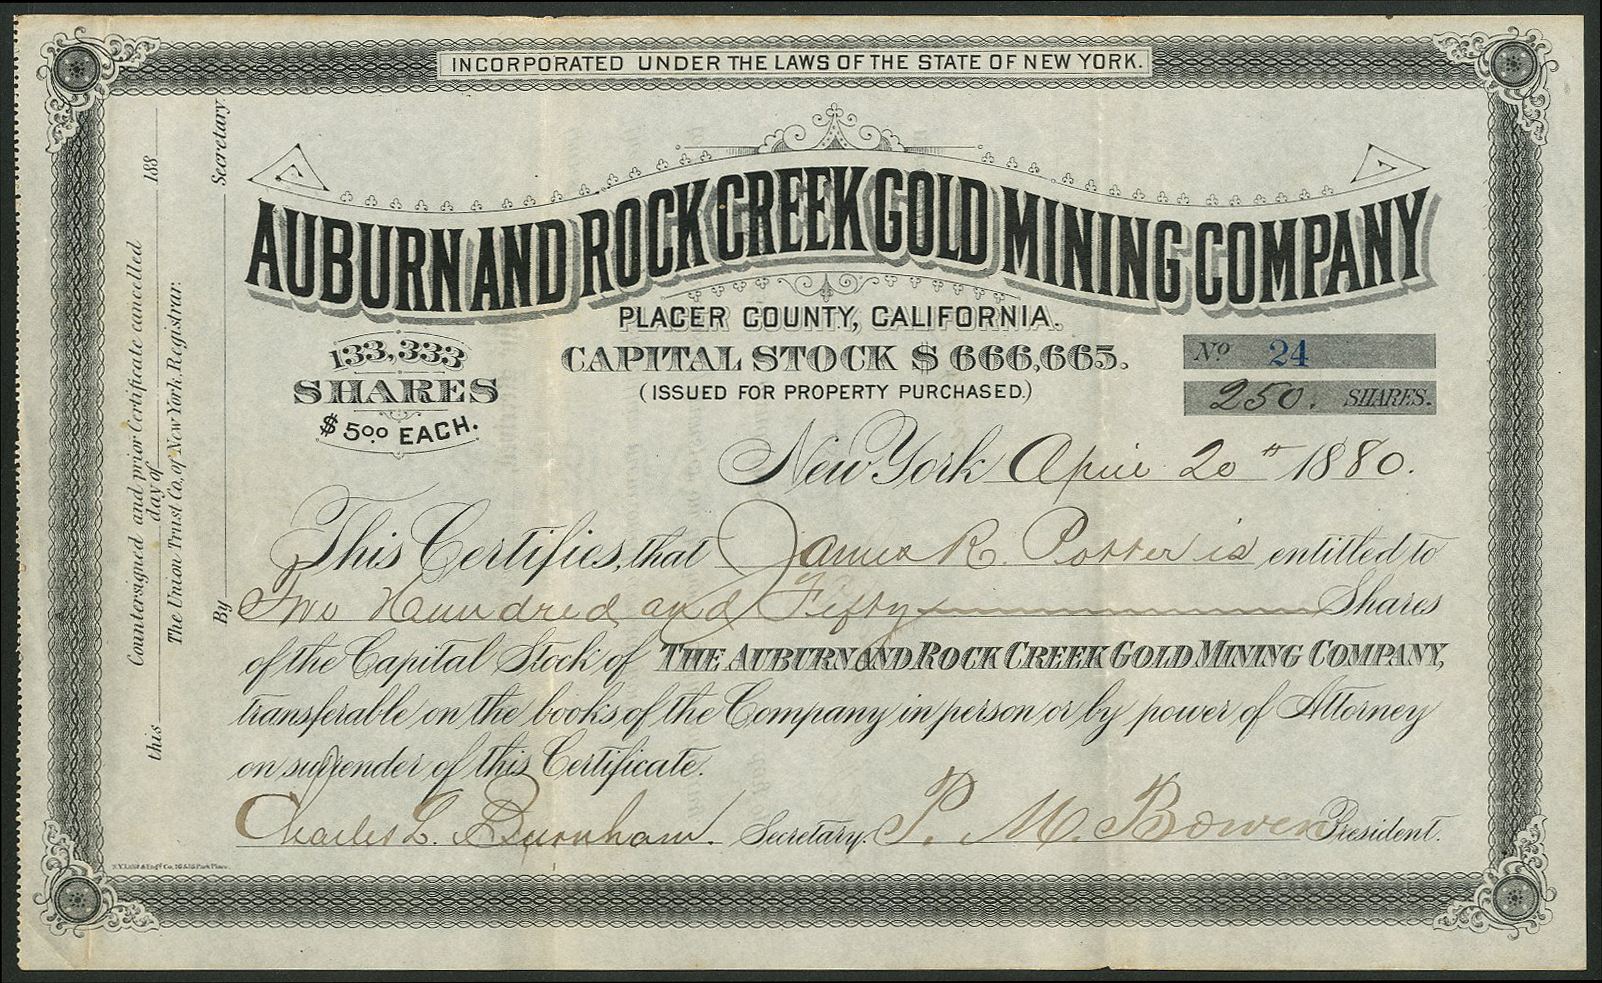 INCORPORATED UNDER THE LAWS OF THE STATE OF NEW YORK.
AUBURN AND ROCK CREEK GOLD MINING COMPANY
PLACER COUNTY, CALIFORNIA.
133,333
SHARES
$5.00 EACH.
CAPITAL STOCK $666,665.
(ISSUED FOR PROPERTY PURCHASED.)
No 24
250. SHARES.
New York April 20th 1880.
This Certifies, that James R. Potter is entitled to
Two Hundred and Fifty Shares
of the Capital Stock of THE AUBURN AND ROCK CREEK GOLD MINING COMPANY,
transferable on the books of the Company in person or by power of Attorney
on surrender of this Certificate.
Charles L. Burnham. Secretary. P. M. Bowen President.
Countersigned and prior Certificate cancelled
this day of 188
The Union Trust Co, of New York, Registrar.
By Secretary